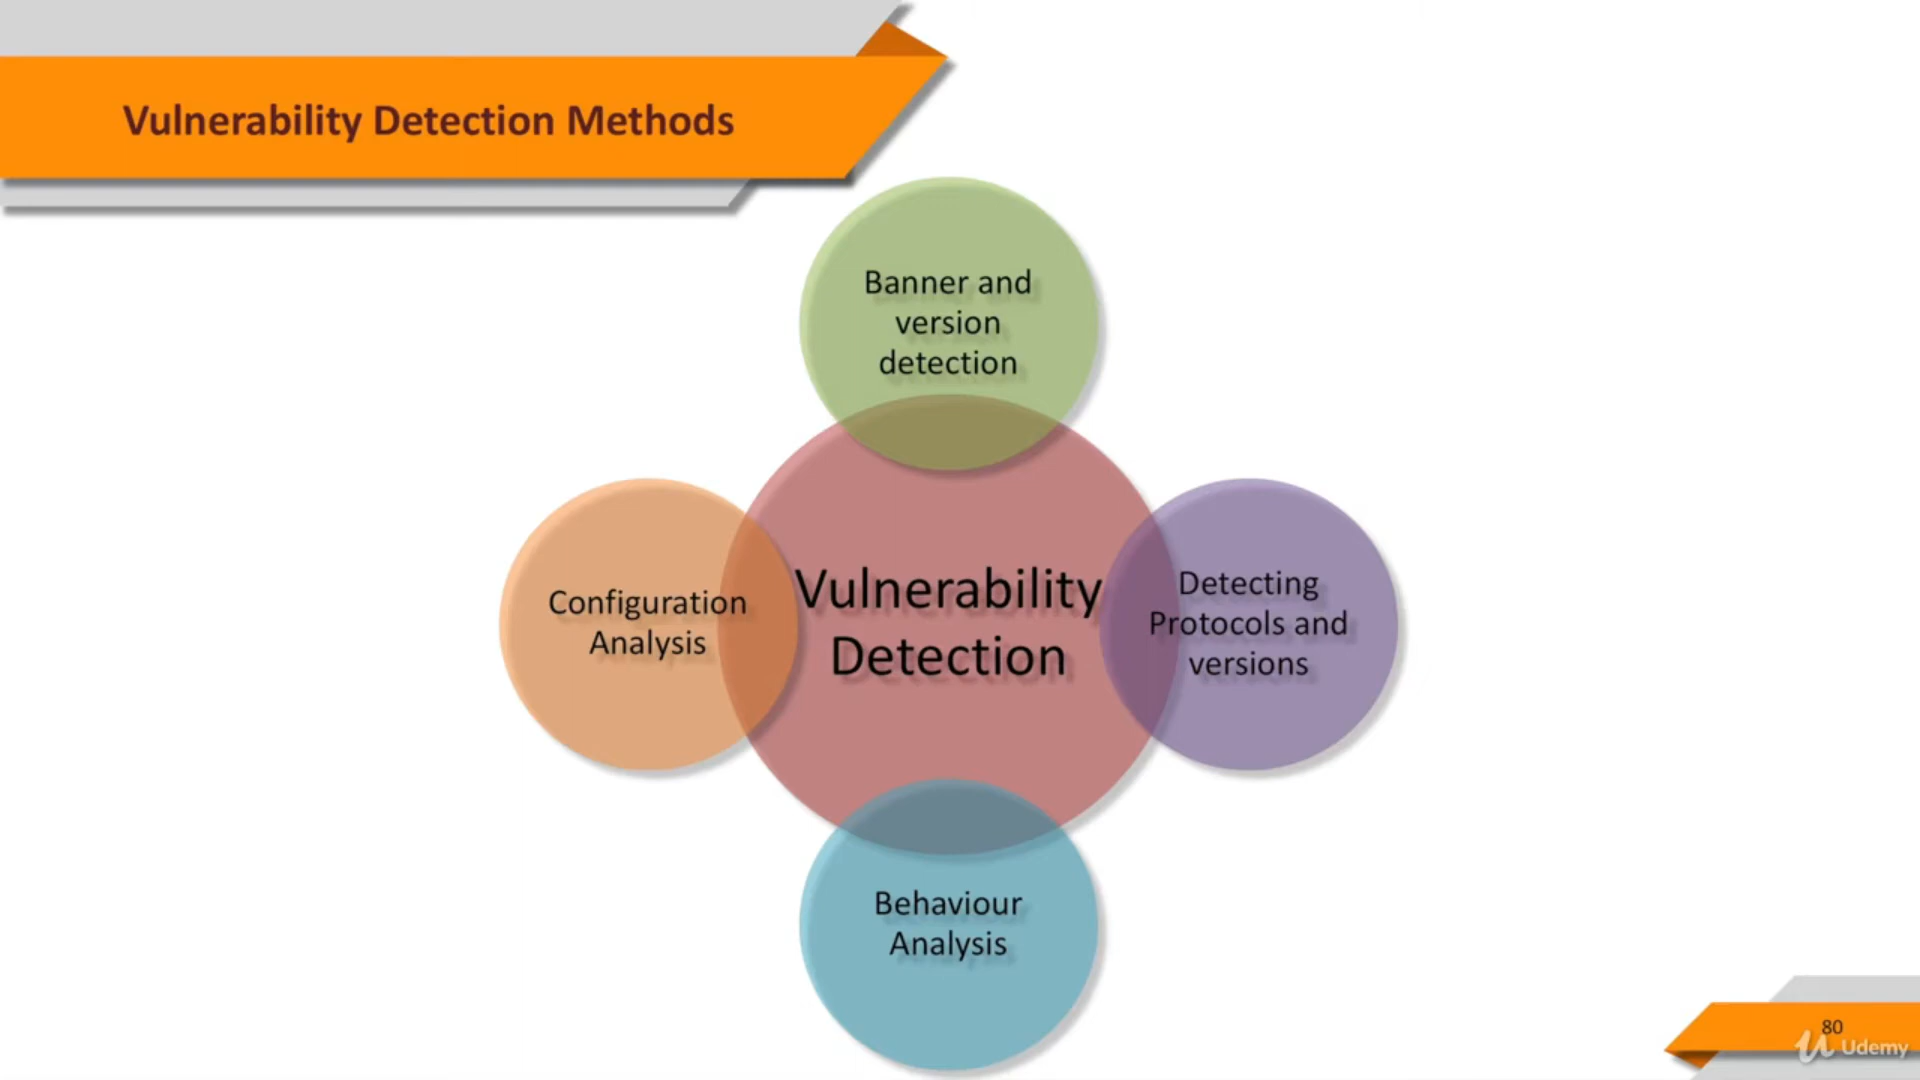 Vulnerability Detection Methods
Banner and
version
detection
Configuration
Analysis
Vulnerability
Detection
Detecting
Protocols and
versions
Behaviour
Analysis
80
Udemy